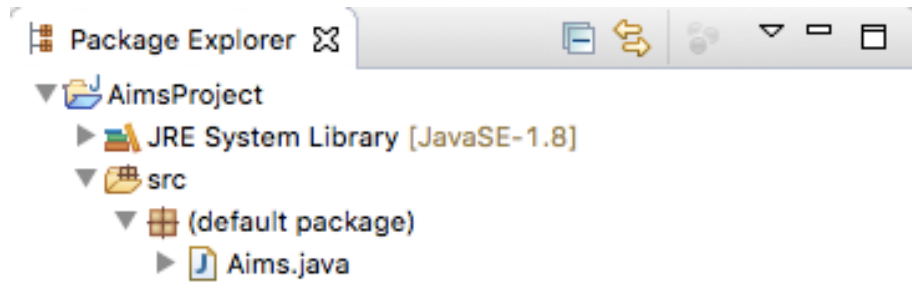 Package Explorer
AimsProject
JRE System Library [JavaSE-1.8]
src
(default package)
Aims.java